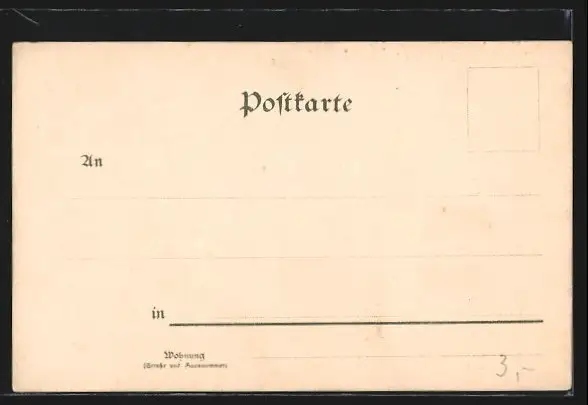 Postkarte
An
in
Wohnung
(Straße und Hausnummer)
3,-